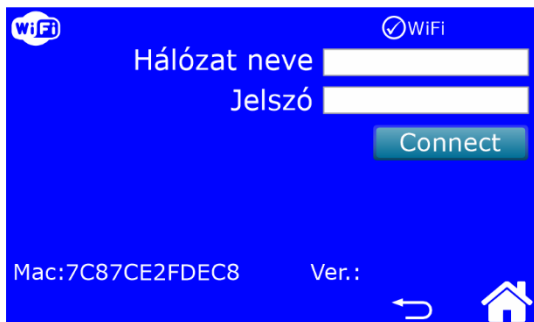 WiFi
WiFi
Hálózat neve
Jelszó
Connect
Mac:7C87CE2FDEC8 Ver.: